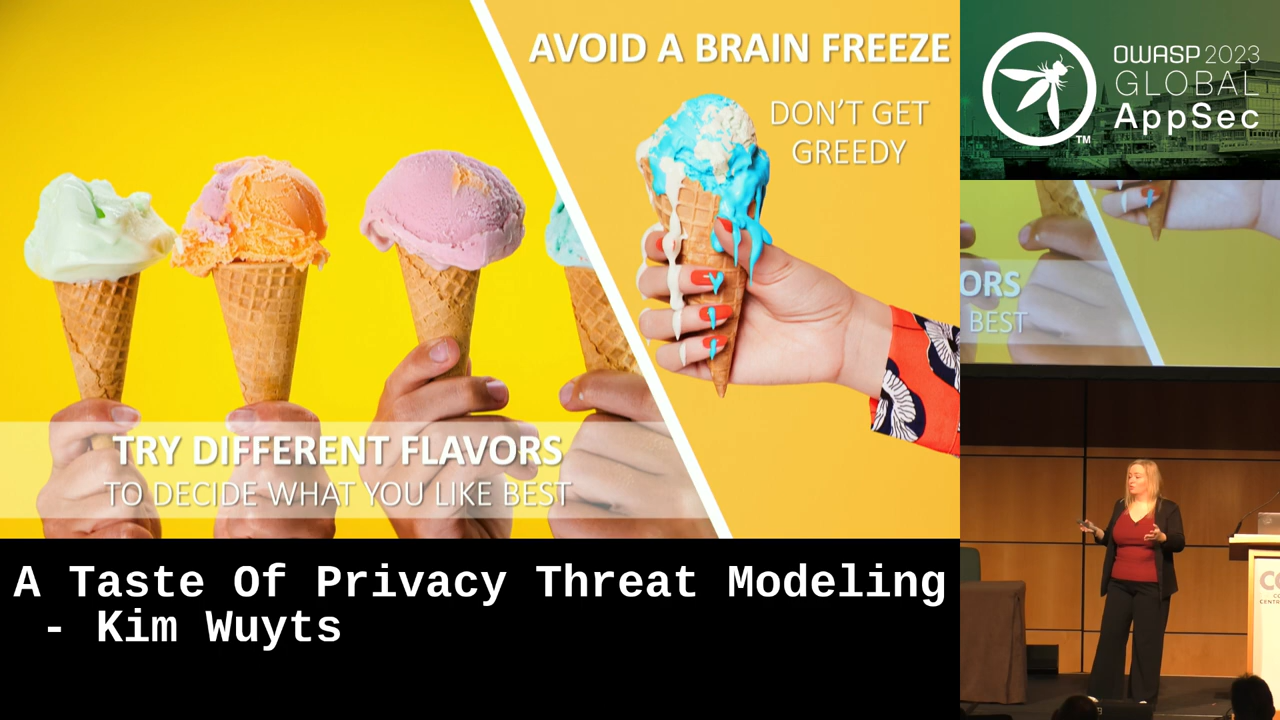 AVOID A BRAIN FREEZE
DON'T GET
GREEDY
TRY DIFFERENT FLAVORS
TO DECIDE WHAT YOU LIKE BEST
OWASP 2023
GLOBAL
AppSec
TM
ORS
BEST
A Taste Of Privacy Threat Modeling
- Kim Wuyts